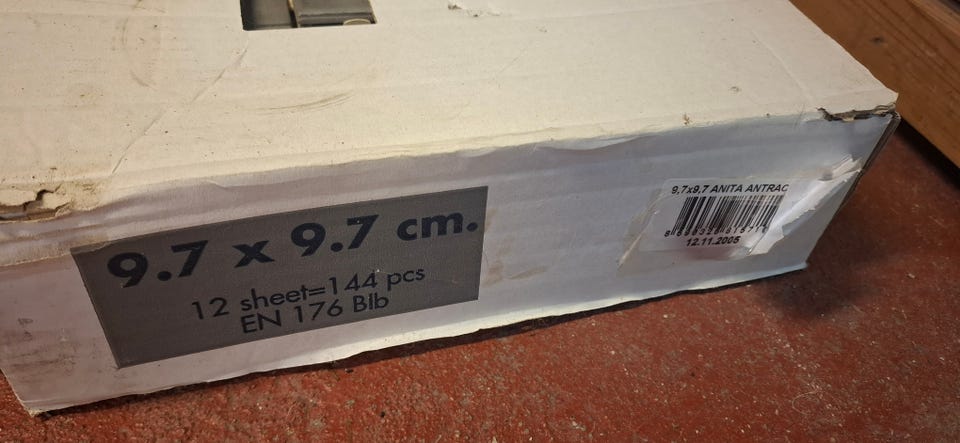 9.7 x 9.7 cm.
12 sheet=144 pcs
EN 176 Blb
9,7x9,7 ANITA ANTRAC
12.11.2005